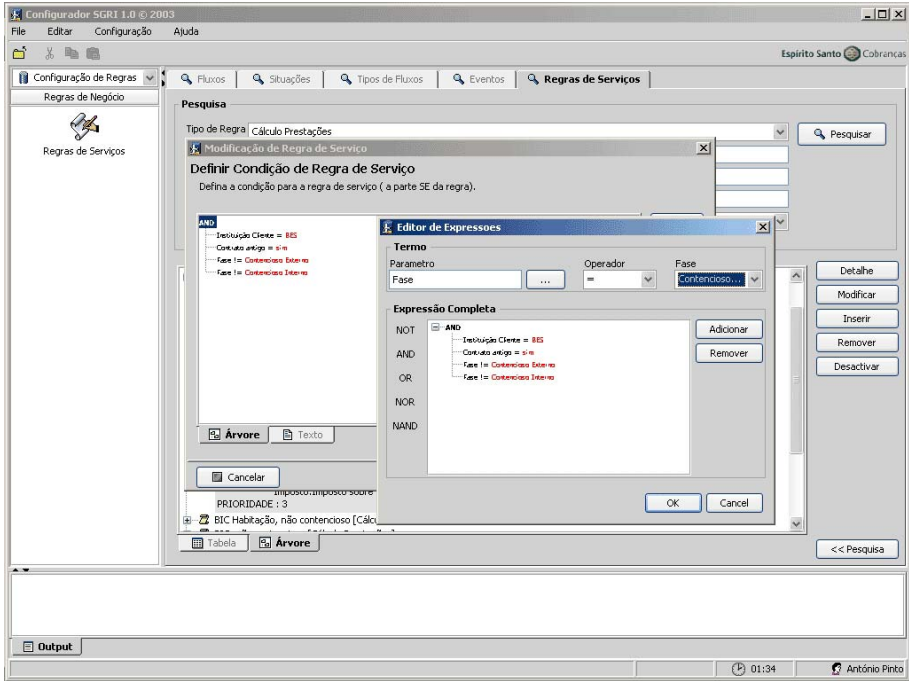 Configurador SGRI 1.0 © 2003
File Editar Configuração Ajuda
Espírito Santo Cobranças
Configuração de Regras
Regras de Negócio
Regras de Serviços
Fluxos Situações Tipos de Fluxos Eventos Regras de Serviços
Pesquisa
Tipo de Regra Cálculo Prestações
Pesquisar
Modificação de Regra de Serviço
Definir Condição de Regra de Serviço
Defina a condição para a regra de serviço ( a parte SE da regra).
AND
Instituição Cliente = BES
Contrato antigo = sim
Fase != Contencioso Externo
Fase != Contencioso Interno
Árvore Texto
Cancelar
Editor de Expressoes
Termo
Parametro Operador Fase
Fase ... = Contencioso...
Expressão Completa
NOT
AND
OR
NOR
NAND
AND
Instituição Cliente = BES
Contrato antigo = sim
Fase != Contencioso Externo
Fase != Contencioso Interno
Adicionar
Remover
OK Cancel
Detalhe
Modificar
Inserir
Remover
Desactivar
Imposto.Imposto sobre
PRIORIDADE : 3
BIC Habitação, não contencioso [Cálcu
Tabela Árvore
<< Pesquisa
Output
01:34 António Pinto